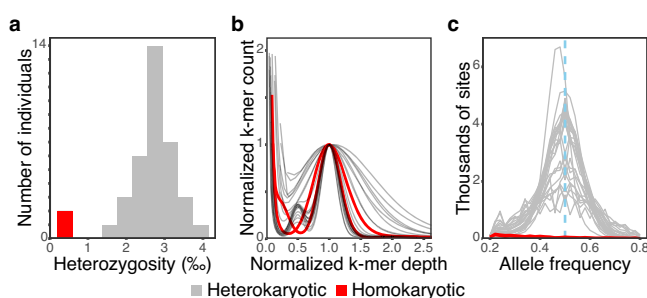 a
b
c
14
Number of individuals
0
0
1
2
3
4
Heterozygosity (‰)
Normalized k-mer count
2
1
0
0.0
0.5
1.0
1.5
2.0
2.5
Normalized k-mer depth
Thousands of sites
6
4
2
0
0.2
0.4
0.6
0.8
Allele frequency
Heterokaryotic
Homokaryotic